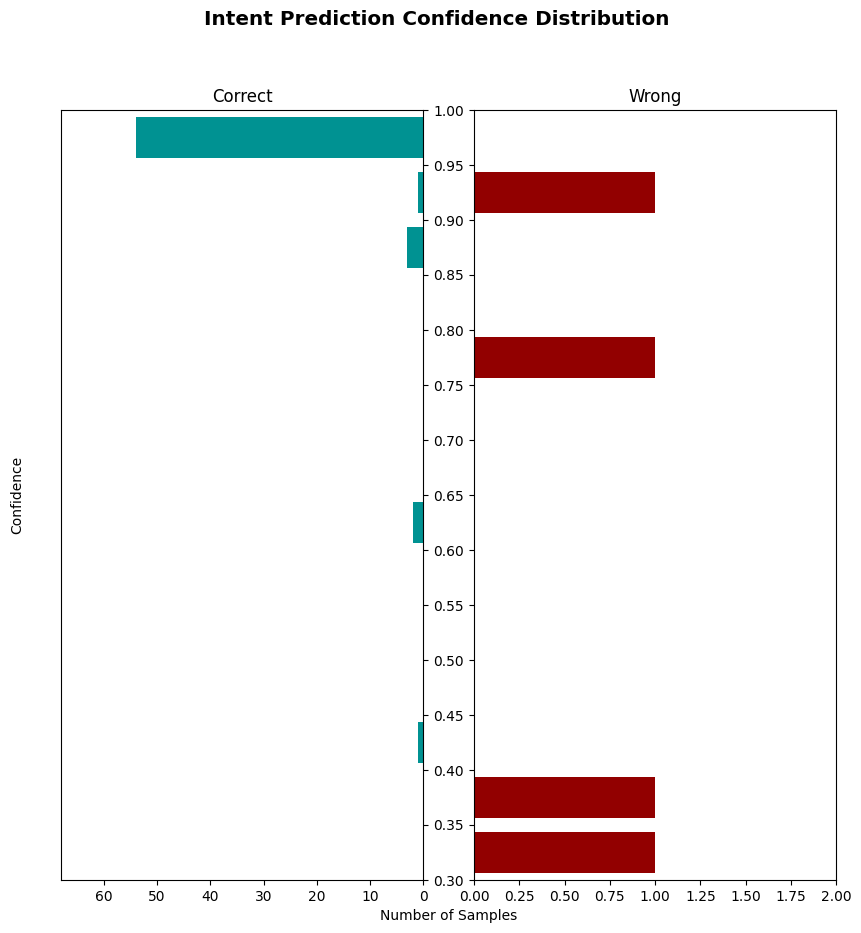 Intent Prediction Confidence Distribution
Correct
Wrong
1.00
0.95
0.90
0.85
0.80
0.75
0.70
0.65
0.60
0.55
0.50
0.45
0.40
0.35
0.30
Confidence
60 50 40 30 20 10 0
0.00 0.25 0.50 0.75 1.00 1.25 1.50 1.75 2.00
Number of Samples